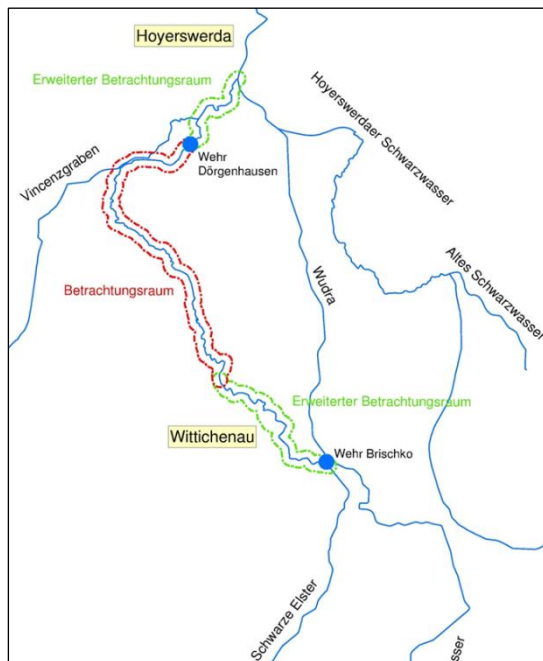 Hoyerswerda
Erweiterter Betrachtungsraum
Hoyerswerdaer Schwarzwasser
Wehr
Dörgenhausen
Vincenzgraben
Altes Schwarzwasser
Betrachtungsraum
Wudra
Erweiterter Betrachtungsraum
Wittichenau
Wehr Brischko
Schwarze Elster
sser